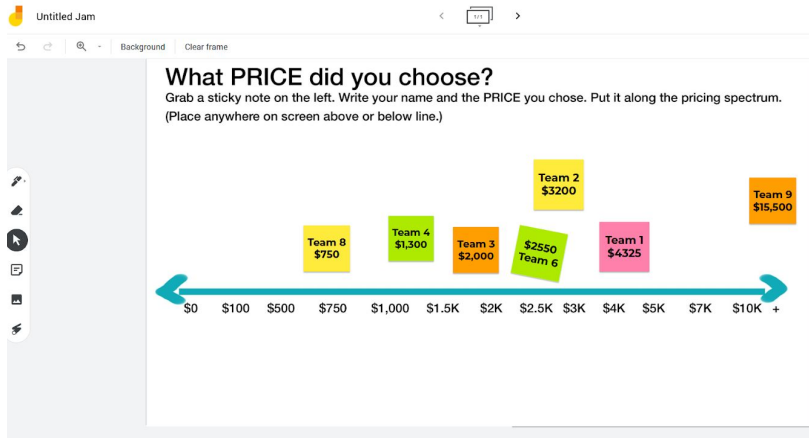 Untitled Jam
1/1
Background
Clear frame
What PRICE did you choose?
Grab a sticky note on the left. Write your name and the PRICE you chose. Put it along the pricing spectrum.
(Place anywhere on screen above or below line.)
Team 2
$3200
Team 9
$15,500
Team 8
$750
Team 4
$1,300
Team 3
$2,000
$2550
Team 6
Team 1
$4325
$0 $100 $500 $750 $1,000 $1.5K $2K $2.5K $3K $4K $5K $7K $10K +